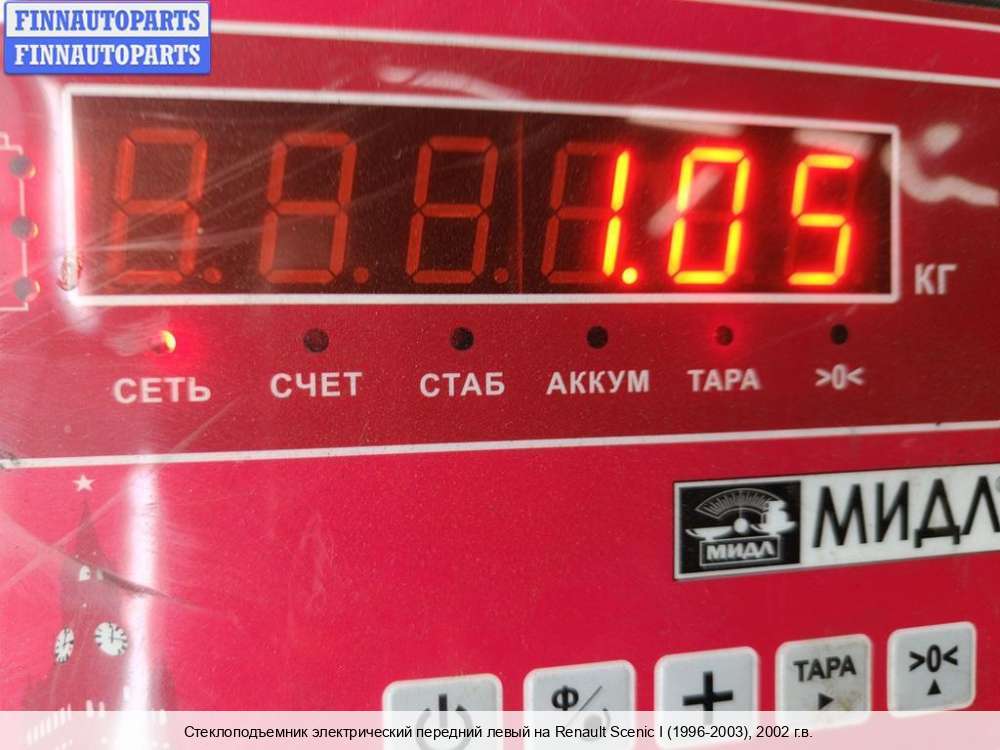 FINNAUTOPARTS
FINNAUTOPARTS
P
1.05
КГ
СЕТЬ СЧЕТ СТАБ АККУМ ТАРА >0<
МИДЛ МИДЛ
Ф/
+ ТАРА >0<
Стеклоподъемник электрический передний левый на Renault Scenic I (1996-2003), 2002 г.в.